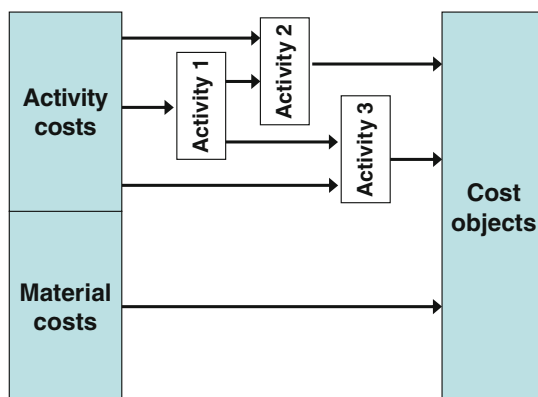 Activity
costs
Activity 1
Activity 2
Activity 3
Cost
objects
Material
costs